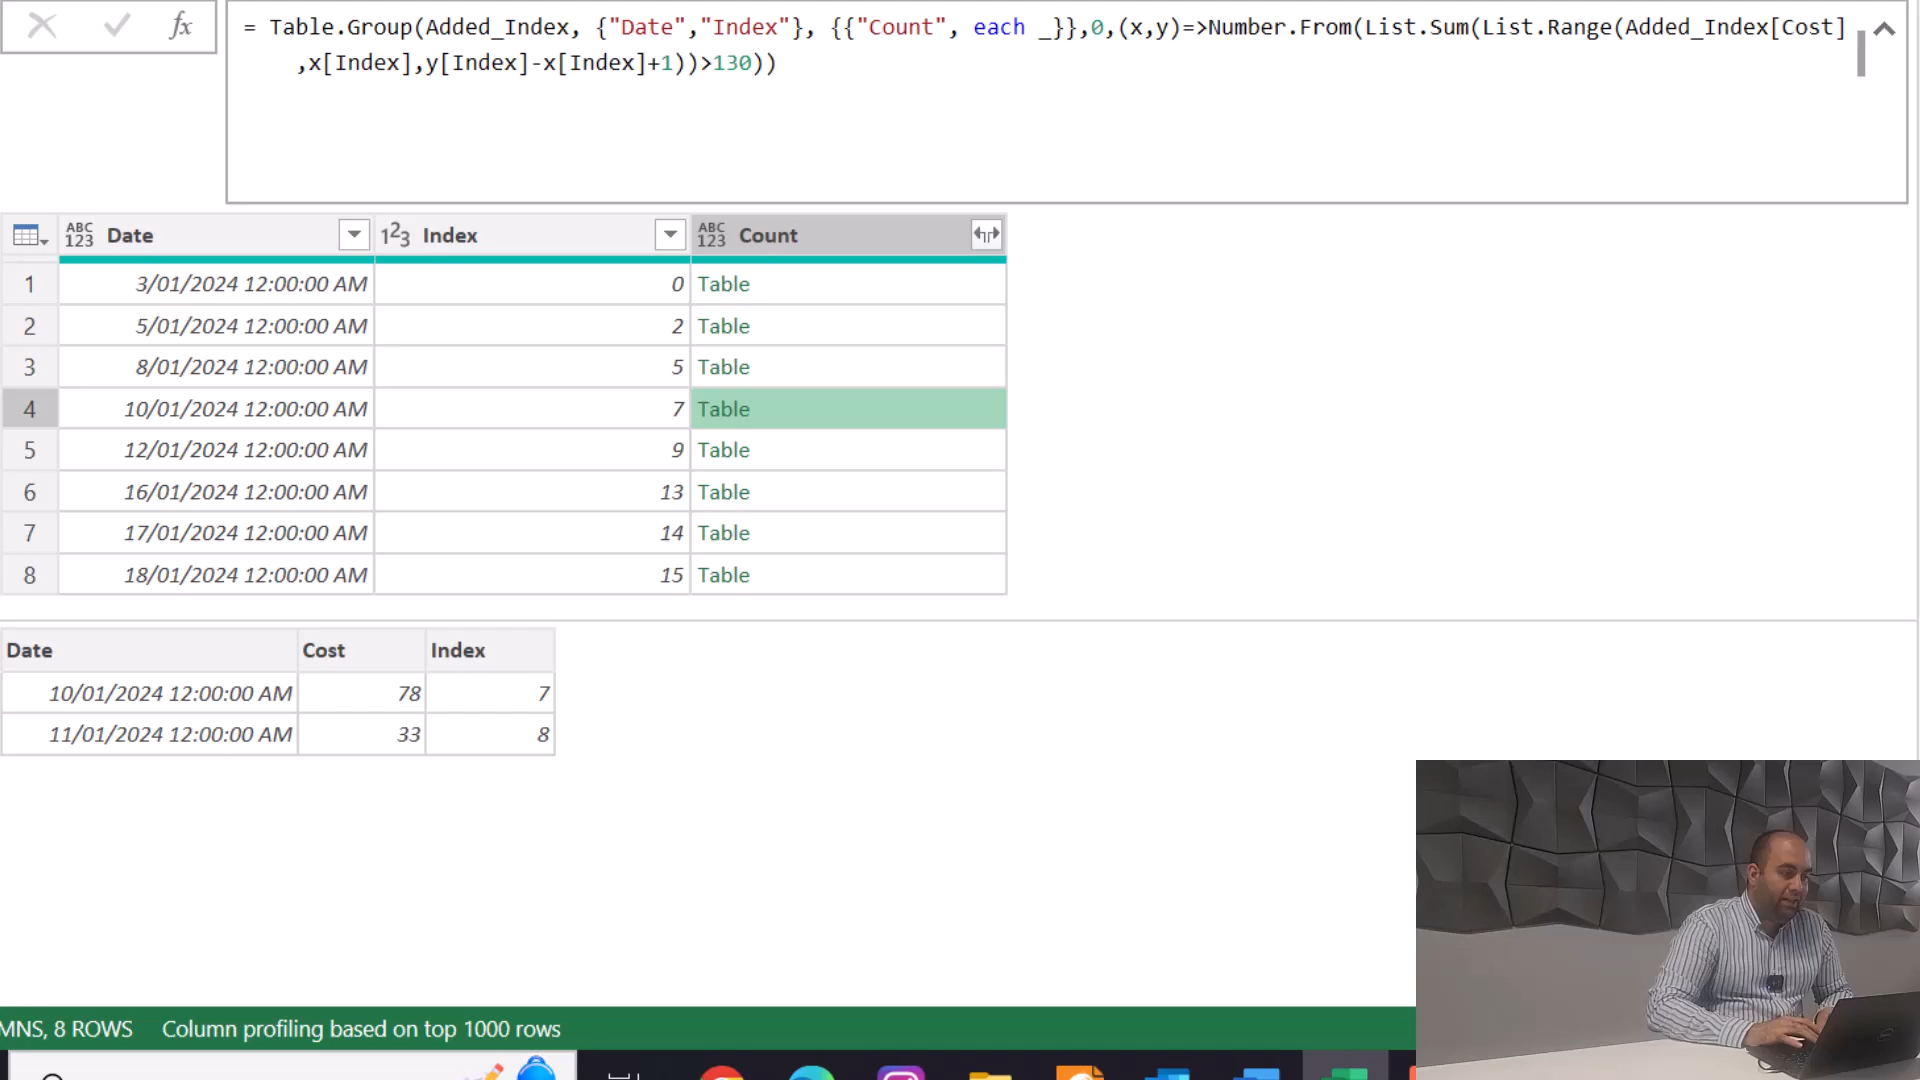 fx = Table.Group(Added_Index, {"Date","Index"}, {{"Count", each _}},0,(x,y)=>Number.From(List.Sum(List.Range(Added_Index[Cost]
,x[Index],y[Index]-x[Index]+1))>130))
ABC 123 Date 123 Index ABC 123 Count
1 3/01/2024 12:00:00 AM 0 Table
2 5/01/2024 12:00:00 AM 2 Table
3 8/01/2024 12:00:00 AM 5 Table
4 10/01/2024 12:00:00 AM 7 Table
5 12/01/2024 12:00:00 AM 9 Table
6 16/01/2024 12:00:00 AM 13 Table
7 17/01/2024 12:00:00 AM 14 Table
8 18/01/2024 12:00:00 AM 15 Table
Date Cost Index
10/01/2024 12:00:00 AM 78 7
11/01/2024 12:00:00 AM 33 8
MNS, 8 ROWS Column profiling based on top 1000 rows